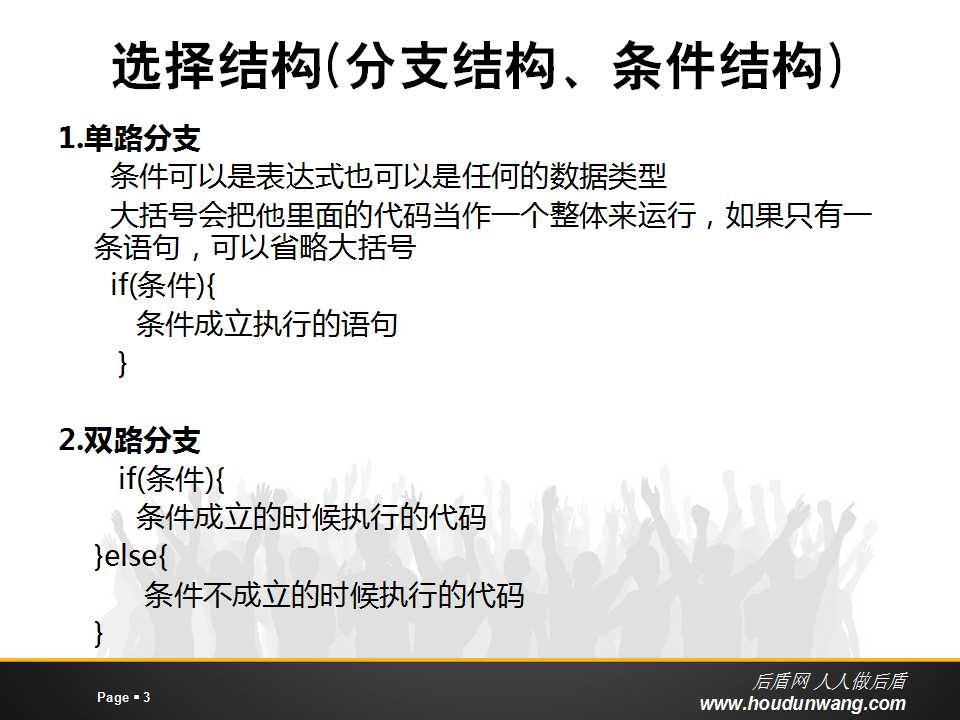 选择结构(分支结构、条件结构)
1.单路分支
条件可以是表达式也可以是任何的数据类型
大括号会把他里面的代码当作一个整体来运行，如果只有一
条语句，可以省略大括号
if(条件){
条件成立执行的语句
}
2.双路分支
if(条件){
条件成立的时候执行的代码
}else{
条件不成立的时候执行的代码
}
后盾网 人人做后盾
Page ▪ 3
www.houdunwang.com